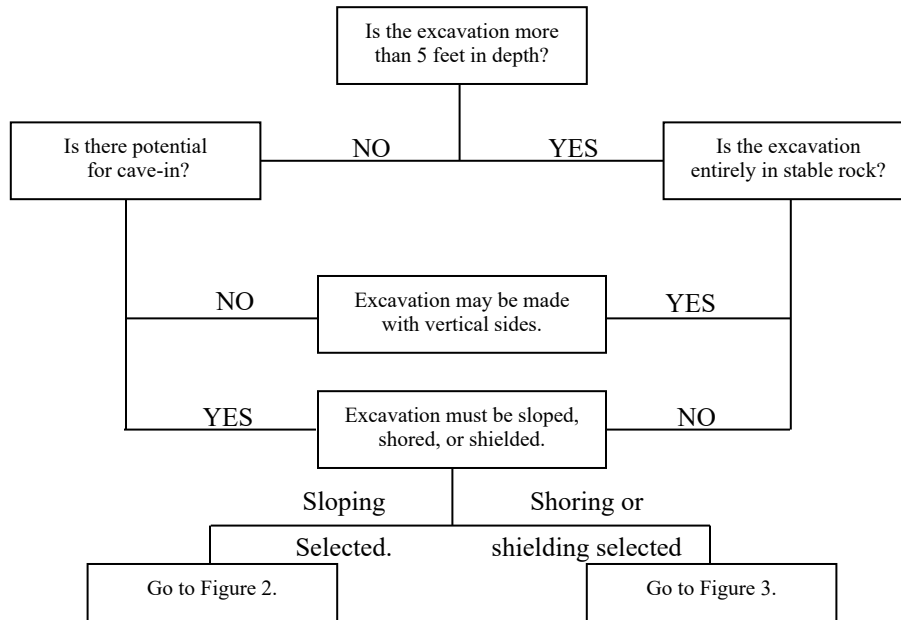 Is the excavation more
than 5 feet in depth?
Is there potential
for cave-in?
NO
YES
Is the excavation
entirely in stable rock?
NO
Excavation may be made
with vertical sides.
YES
YES
Excavation must be sloped,
shored, or shielded.
NO
Sloping
Selected.
Shoring or
shielding selected
Go to Figure 2.
Go to Figure 3.